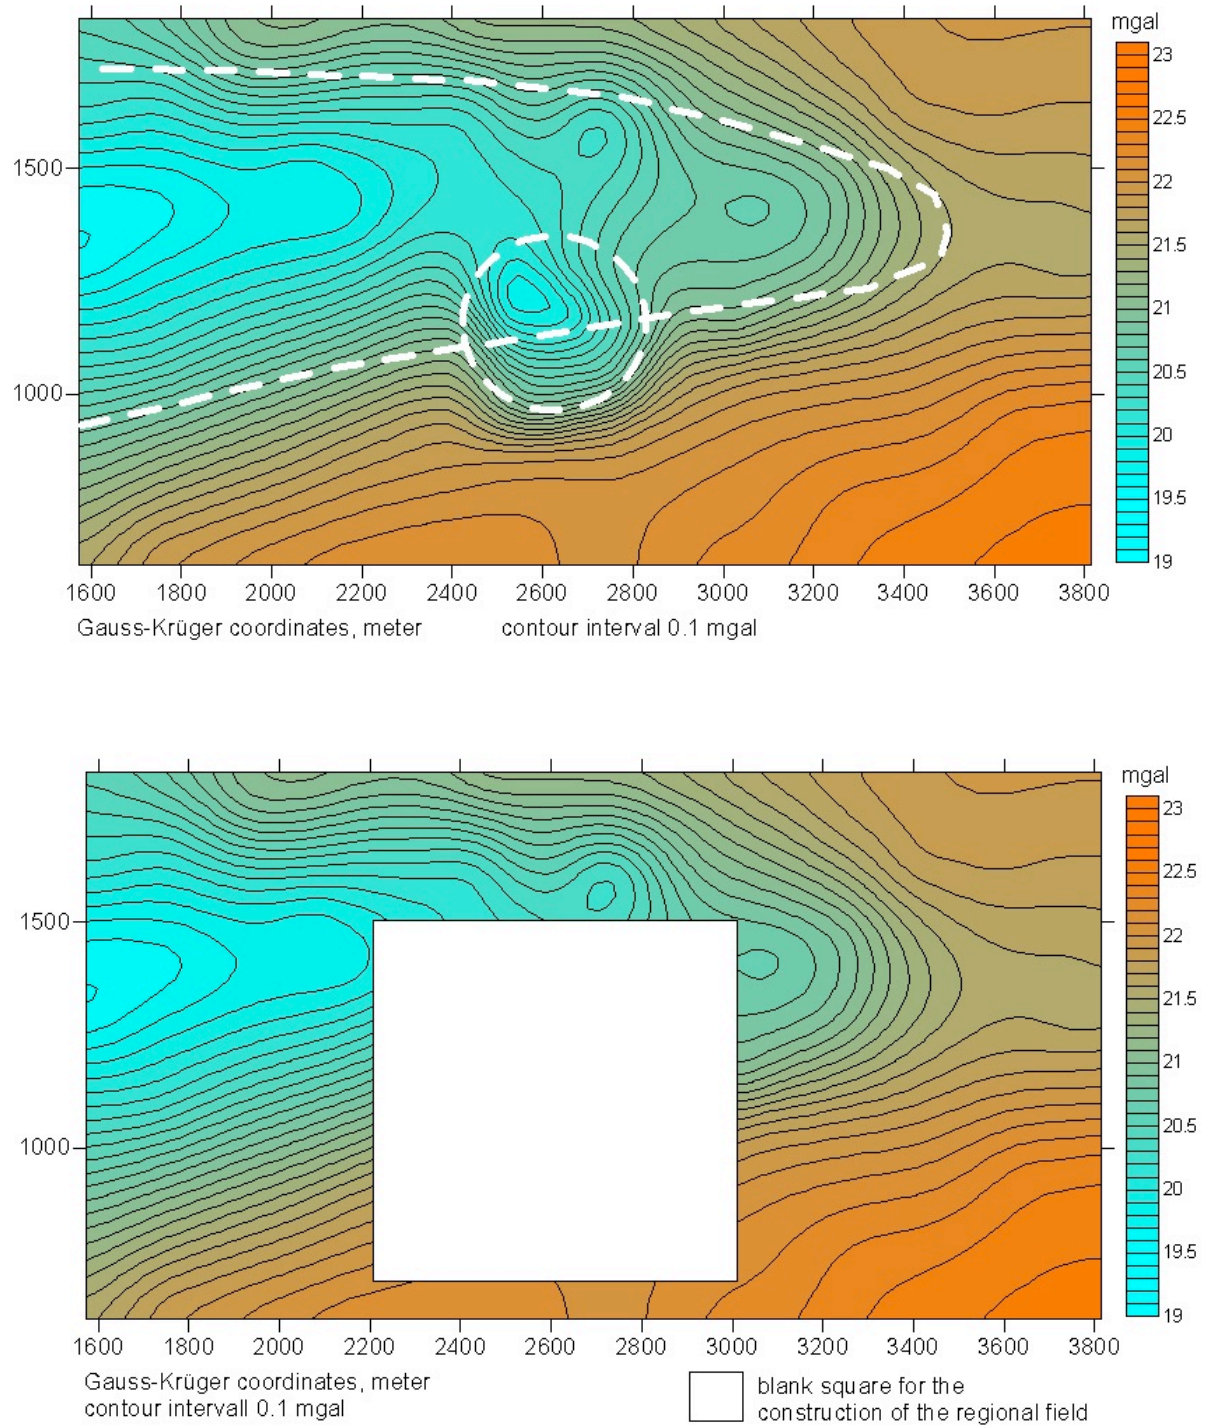 mgal
23
22.5
22
21.5
21
20.5
20
19.5
19
1500
1000
1600 1800 2000 2200 2400 2600 2800 3000 3200 3400 3600 3800
Gauss-Krüger coordinates, meter contour interval 0.1 mgal
mgal
23
22.5
22
21.5
21
20.5
20
19.5
19
1500
1000
1600 1800 2000 2200 2400 2600 2800 3000 3200 3400 3600 3800
Gauss-Krüger coordinates, meter
contour intervall 0.1 mgal
blank square for the
construction of the regional field